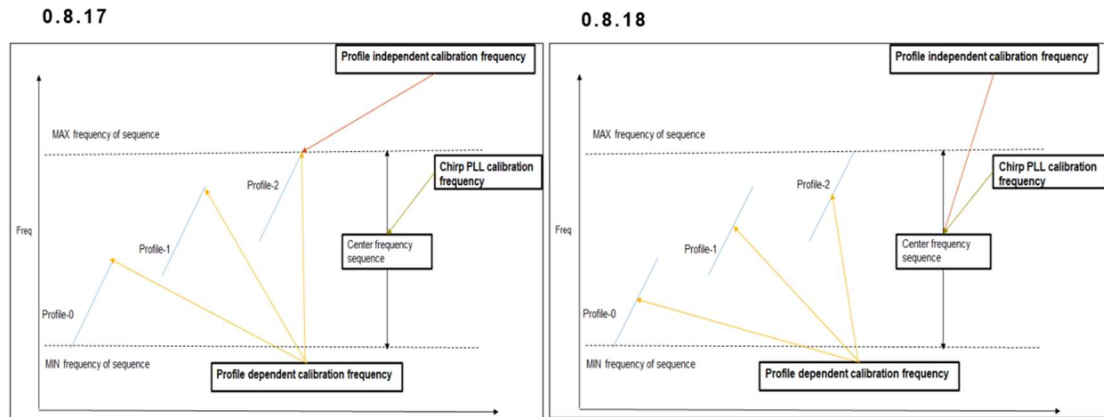 0.8.17
Profile independent calibration frequency
MAX frequency of sequence
Chirp PLL calibration
frequency
Profile-2
Freq
Profile-1
Center frequency
sequence
Profile-0
MIN frequency of sequence
Profile dependent calibration frequency
0.8.18
Profile independent calibration frequency
MAX frequency of sequence
Chirp PLL calibration
frequency
Profile-2
Freq
Profile-1
Center frequency
sequence
Profile-0
MIN frequency of sequence
Profile dependent calibration frequency